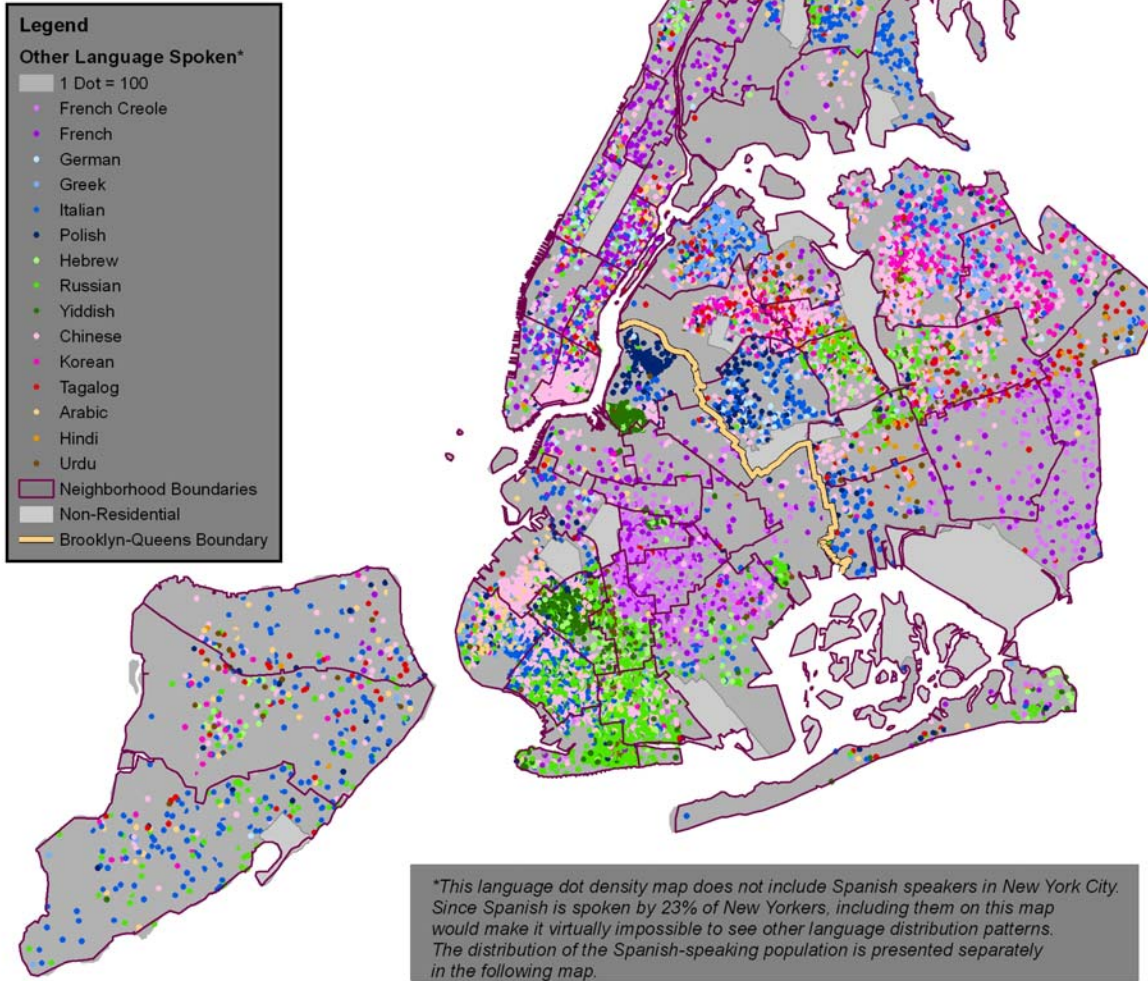 Legend
Other Language Spoken*
1 Dot = 100
French Creole
French
German
Greek
Italian
Polish
Hebrew
Russian
Yiddish
Chinese
Korean
Tagalog
Arabic
Hindi
Urdu
Neighborhood Boundaries
Non-Residential
Brooklyn-Queens Boundary
*This language dot density map does not include Spanish speakers in New York City.
Since Spanish is spoken by 23% of New Yorkers, including them on this map
would make it virtually impossible to see other language distribution patterns.
The distribution of the Spanish-speaking population is presented separately
in the following map.